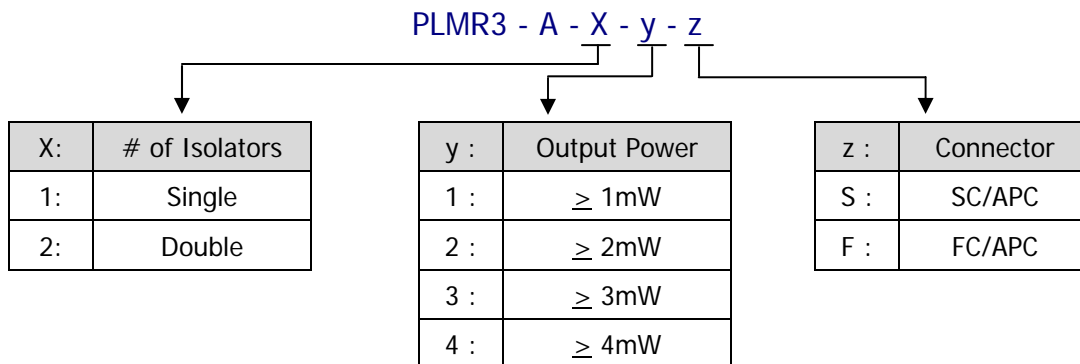 PLMR3 - A - X - y - z
X: # of Isolators
1: Single
2: Double
y : Output Power
1 : ≥ 1mW
2 : ≥ 2mW
3 : ≥ 3mW
4 : ≥ 4mW
z : Connector
S : SC/APC
F : FC/APC